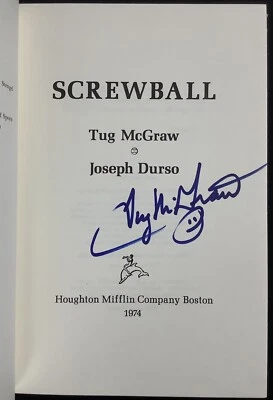 SCREWBALL
Tug McGraw
Joseph Durso
Tug McGraw
Houghton Mifflin Company Boston
1974